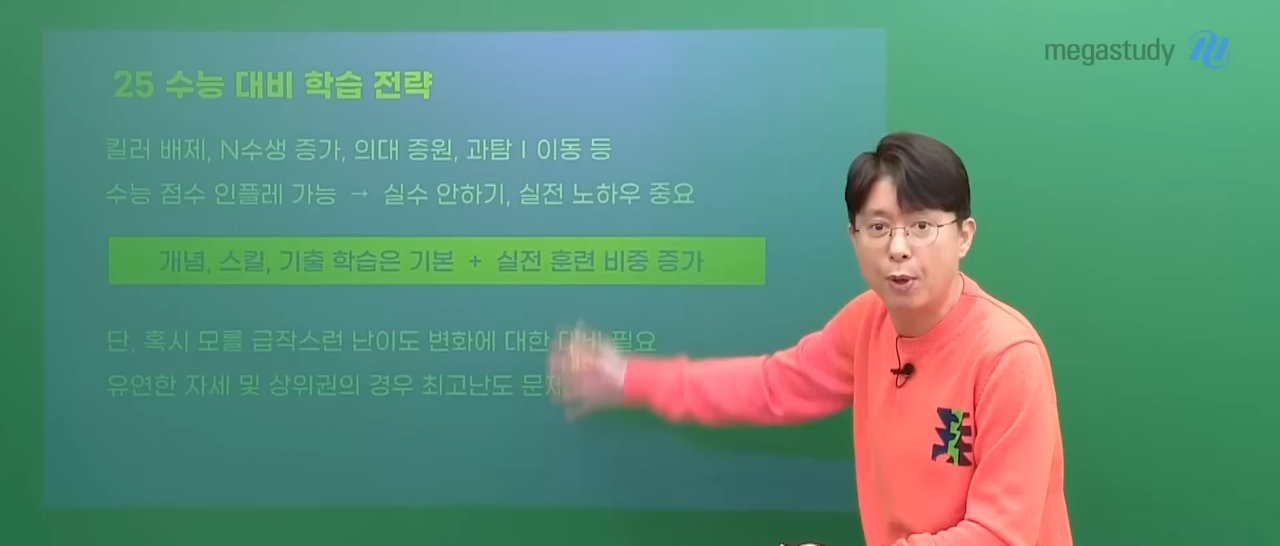 megastudy
25 수능 대비 학습 전략
킬러 배제, N수생 증가, 의대 증원, 과탐 I 이동 등
수능 점수 인플레 가능 → 실수 안하기, 실전 노하우 중요
개념, 스킬, 기출 학습은 기본 + 실전 훈련 비중 증가
단, 혹시 모를 급작스런 난이도 변화에 대한 대비 필요
유연한 자세 및 상위권의 경우 최고난도 문제